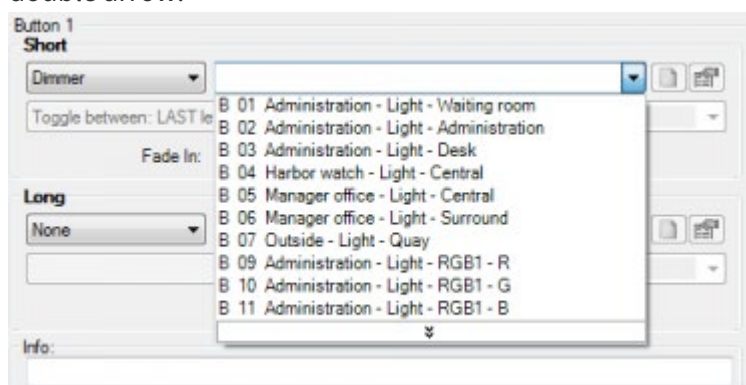 Button 1
Short
Dimmer
B 01 Administration - Light - Waiting room
Toggle between: LAST le
B 02 Administration - Light - Administration
B 03 Administration - Light - Desk
Fade In:
B 04 Harbor watch - Light - Central
Long
B 05 Manager office - Light - Central
B 06 Manager office - Light - Surround
None
B 07 Outside - Light - Quay
B 09 Administration - Light - RGB1 - R
B 10 Administration - Light - RGB1 - G
B 11 Administration - Light - RGB1 - B
Info: